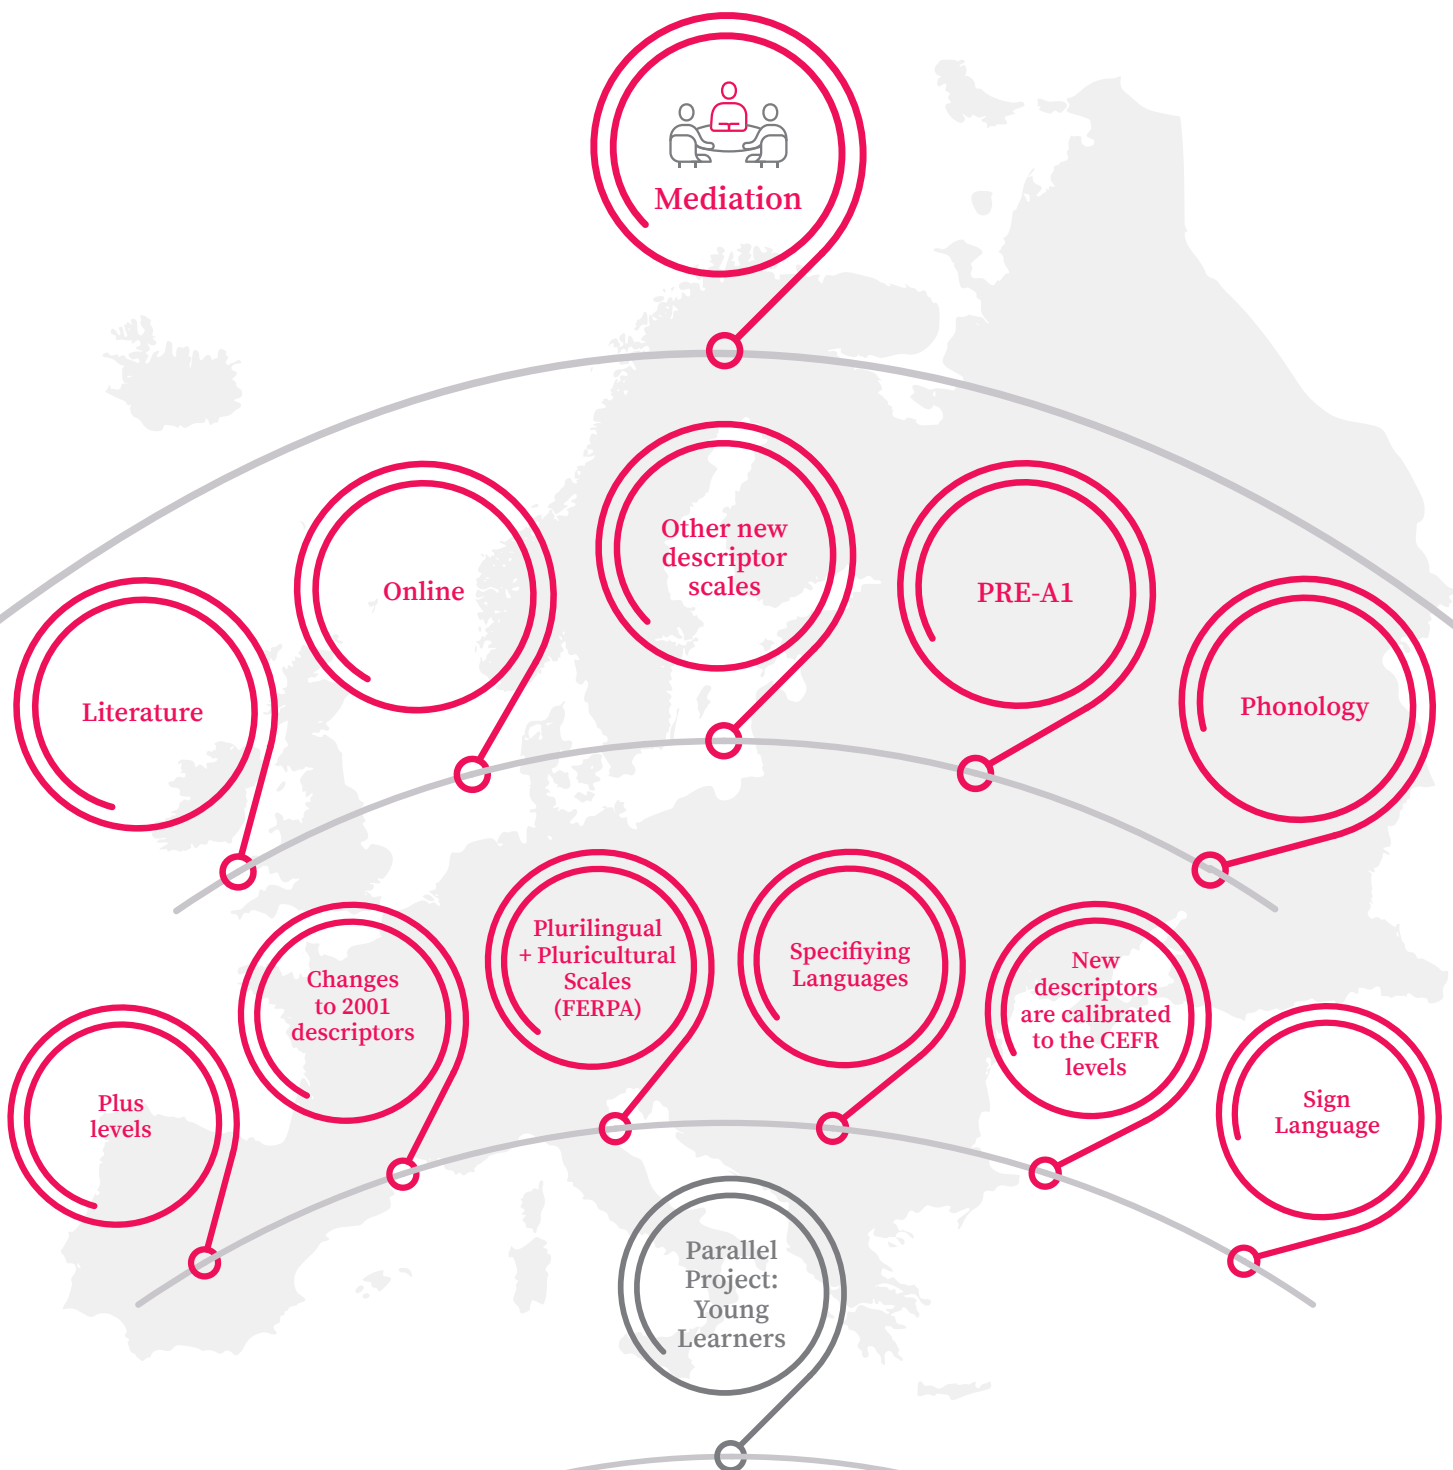 Mediation
Other new
descriptor
scales
Online
PRE-A1
Literature
Phonology
Plurilingual
+ Pluricultural
Scales
(FERPA)
Specifiying
Languages
Changes
to 2001
descriptors
New
descriptors
are calibrated
to the CEFR
levels
Plus
levels
Sign
Language
Parallel
Project:
Young
Learners